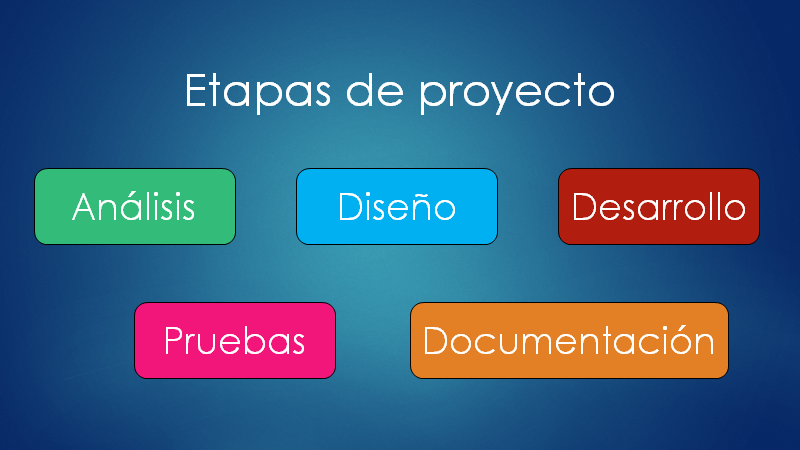 Etapas de proyecto
Análisis
Diseño
Desarrollo
Pruebas
Documentación